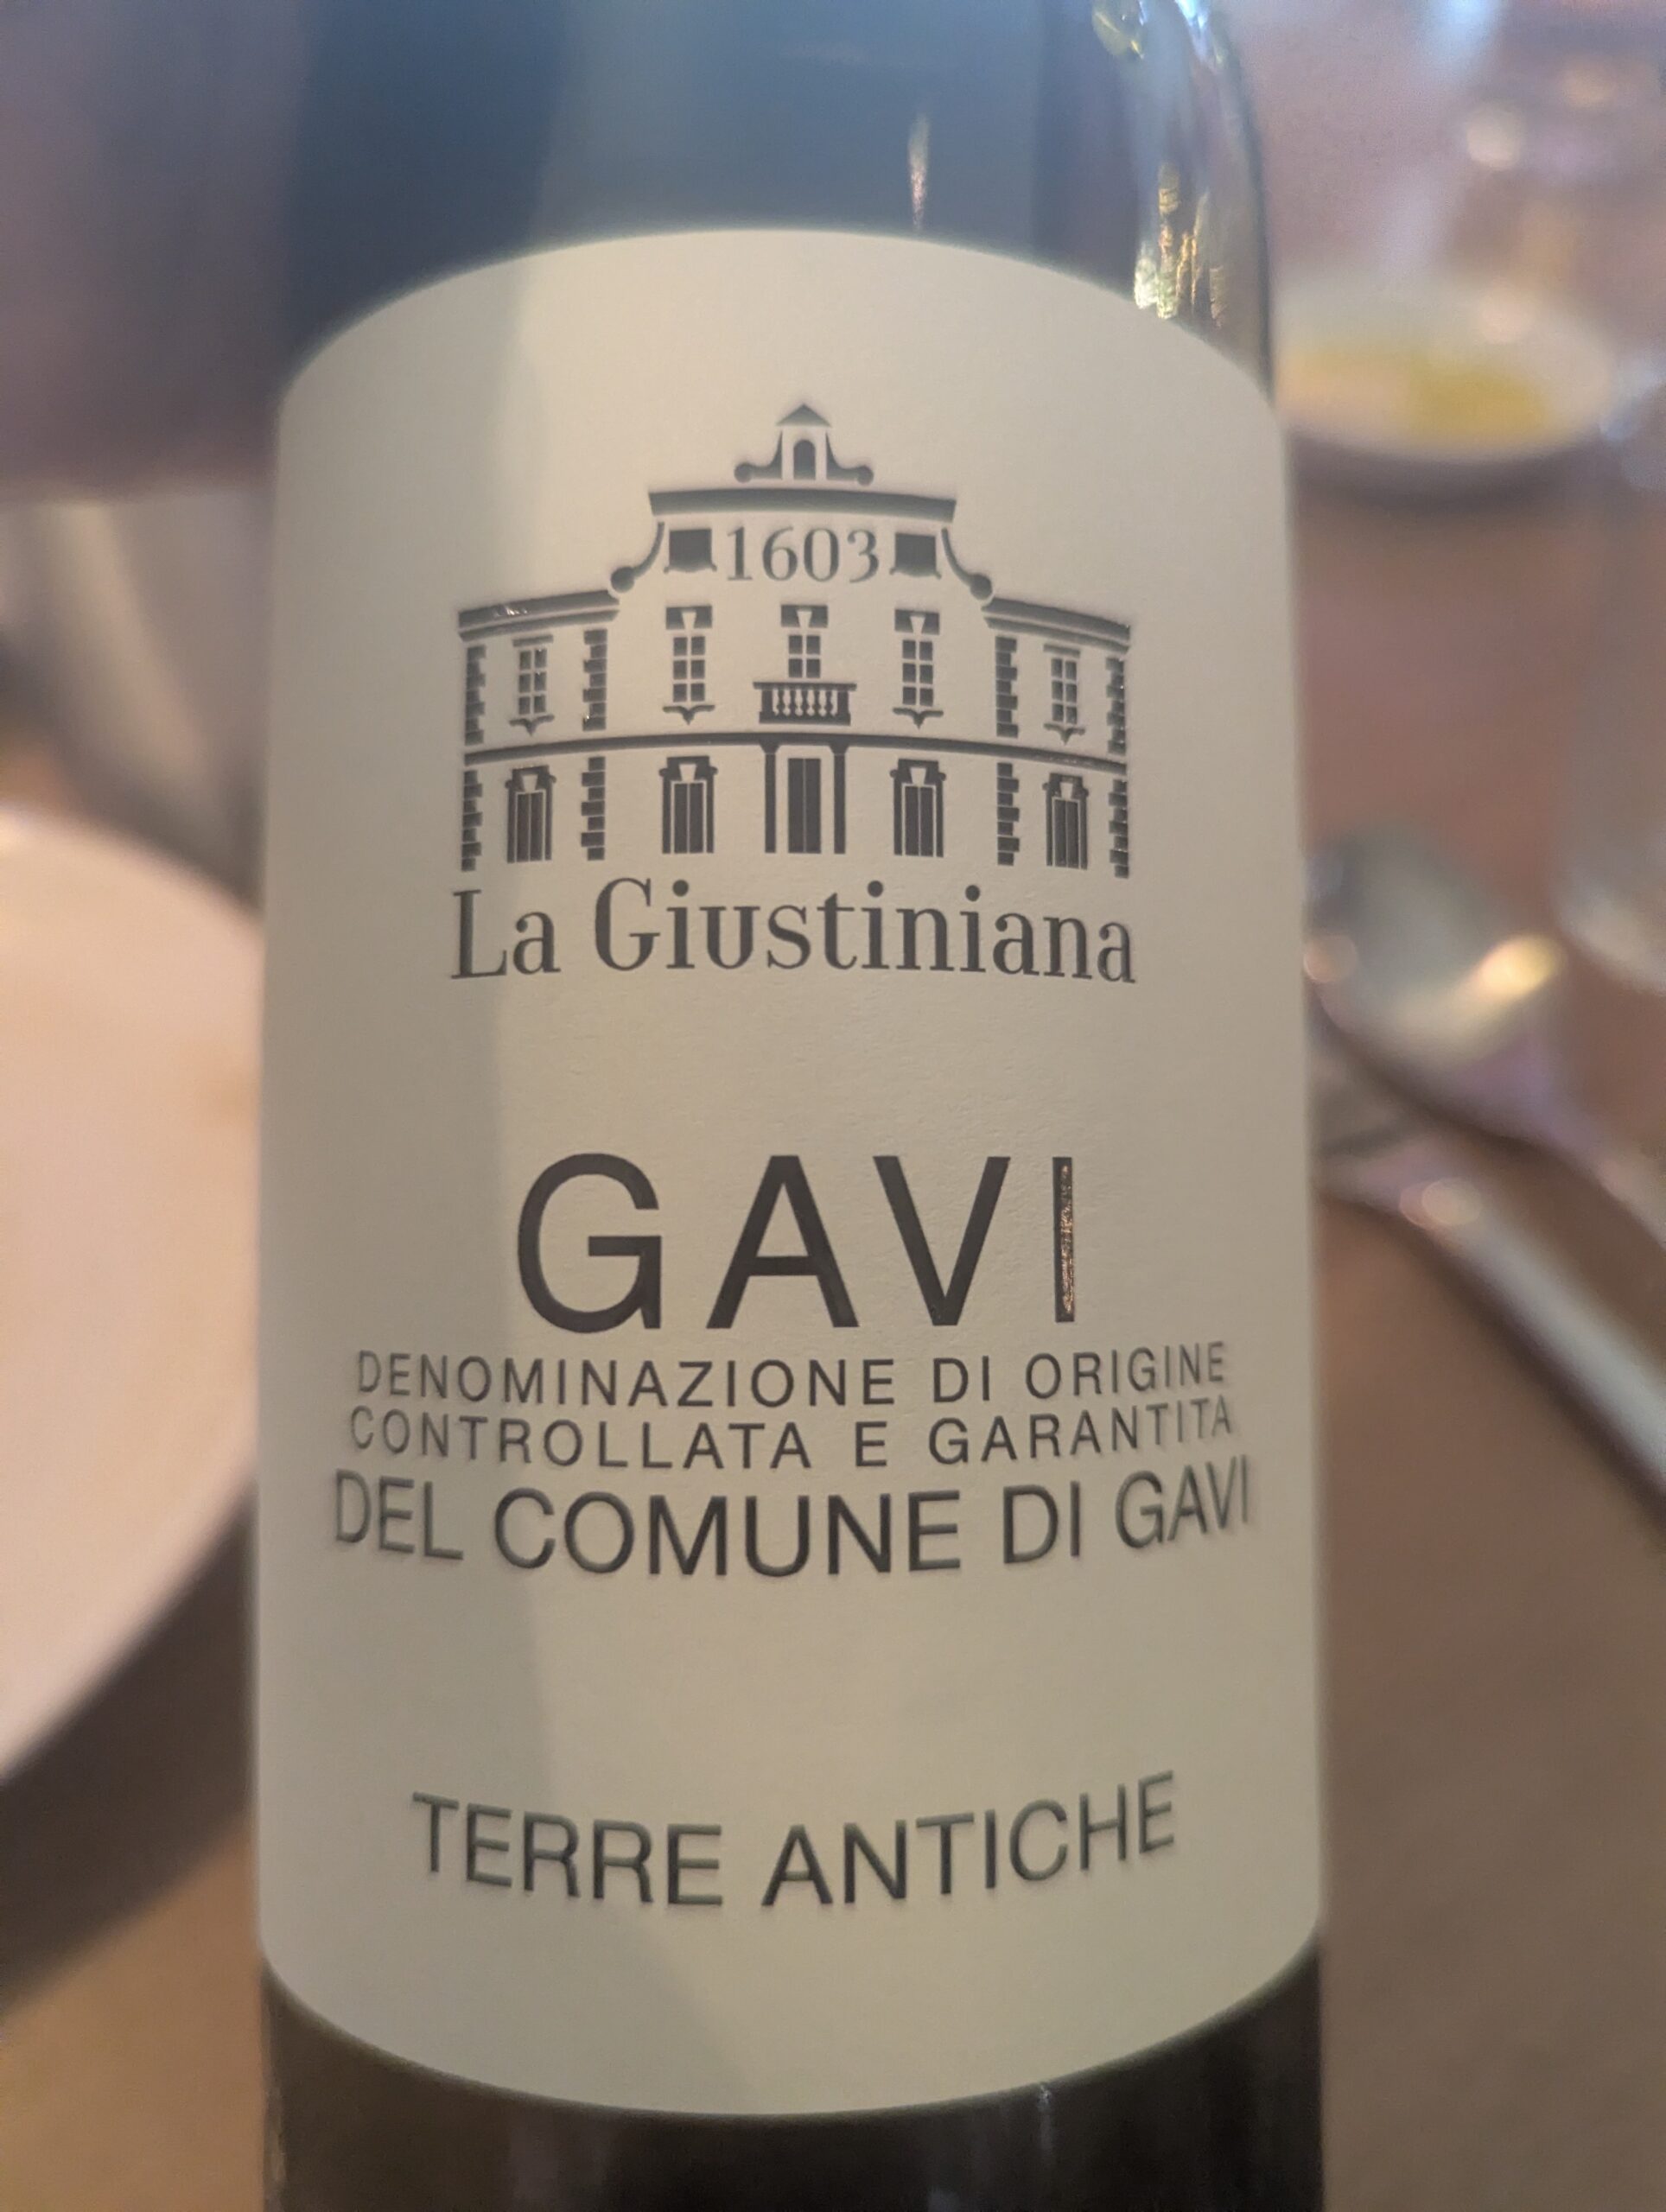 1603
La Giustiniana
GAVI
DENOMINAZIONE DI ORIGINE
CONTROLLATA E GARANTITA
DEL COMUNE DI GAVI
TERRE ANTICHE